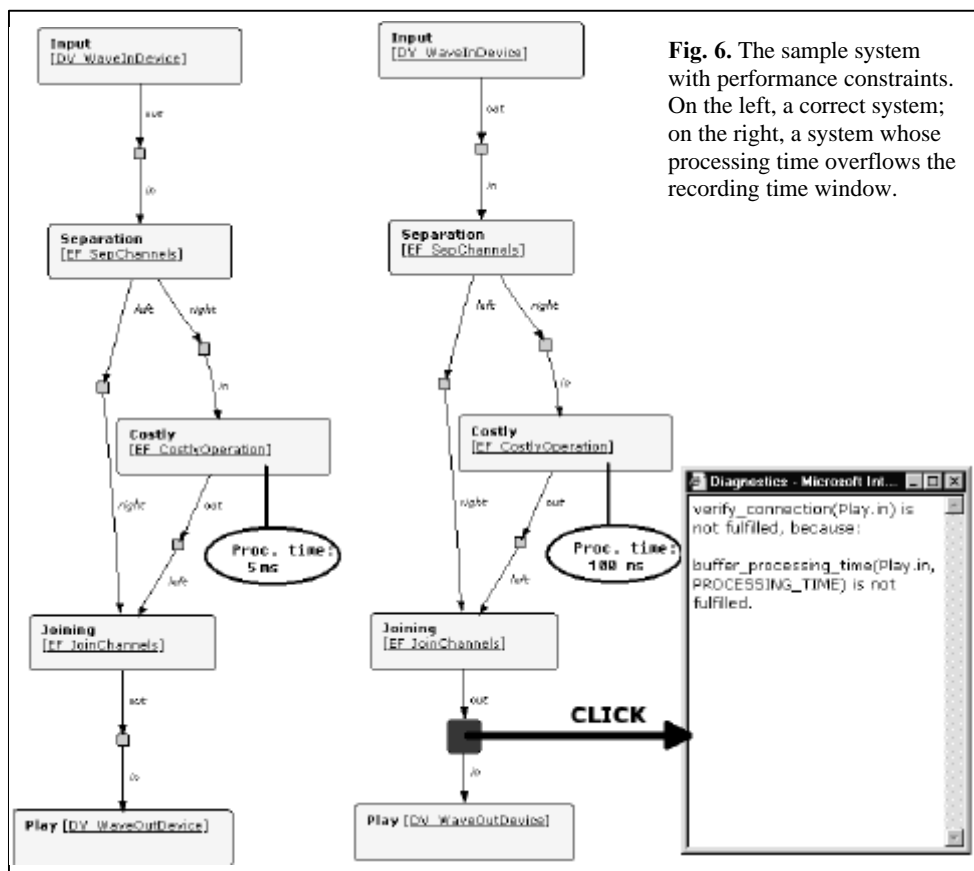 Input
[DV_WaveInDevice]
out
in
Separation
[EF_SepChannels]
left
right
in
Costly
[EF_CostlyOperation]
right
out
Proc. time:
5 ms
left
Joining
[EF_JoinChannels]
out
in
Play [DV_WaveOutDevice]
Input
[DV_WaveInDevice]
out
in
Separation
[EF_SepChannels]
left
right
in
Costly
[EF_CostlyOperation]
right
out
Proc. time:
100 ms
left
Joining
[EF_JoinChannels]
out
CLICK
in
Play [DV_WaveOutDevice]
Fig. 6. The sample system
with performance constraints.
On the left, a correct system;
on the right, a system whose
processing time overflows the
recording time window.
Diagnostics - Microsoft Int...
verify_connection(Play.in) is
not fulfilled, because:
buffer_processing_time(Play.in,
PROCESSING_TIME) is not
fulfilled.